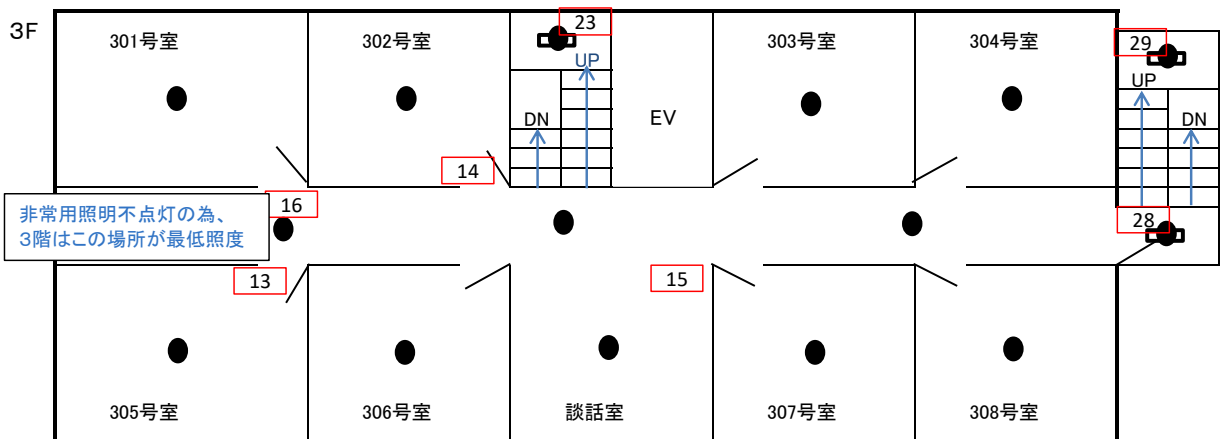 3F
301号室
302号室
23
UP
DN
EV
303号室
304号室
29
UP
DN
14
16
非常用照明不点灯の為、
3階はこの場所が最低照度
28
13
15
305号室
306号室
談話室
307号室
308号室